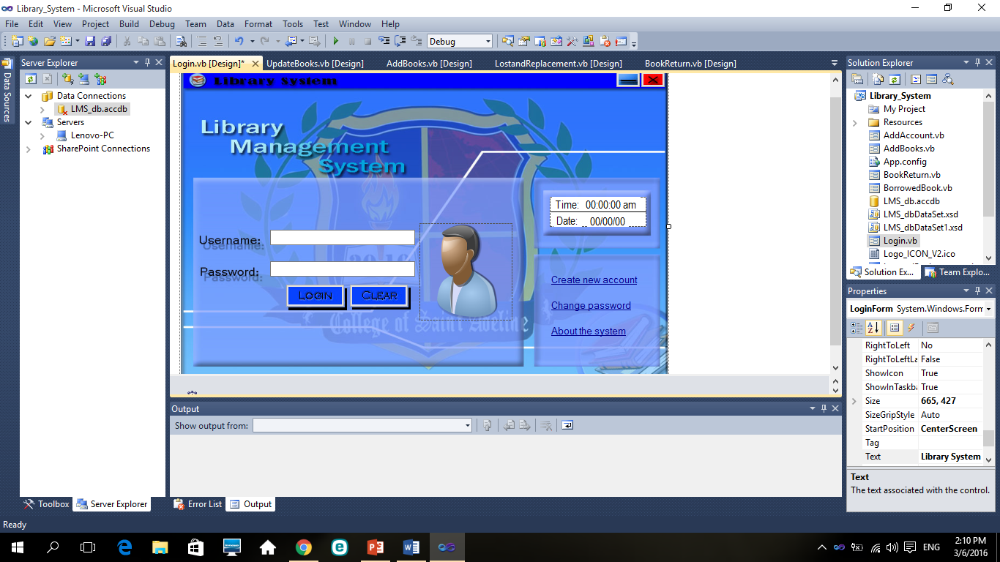 Library_System - Microsoft Visual Studio
File Edit View Project Build Debug Team Data Format Tools Test Window Help
Debug
Data Sources
Server Explorer
Data Connections
LMS_db.accdb
Servers
Lenovo-PC
SharePoint Connections
Toolbox
Server Explorer
Login.vb [Design]* UpdateBooks.vb [Design] AddBooks.vb [Design] LostandReplacement.vb [Design] BookReturn.vb [Design]
Library System
Library
Management
System
Time: 00:00:00 am
Date: 00/00/00
Username:
Password:
Login Clear
College of Saint Adeline
Create new account
Change password
About the system
Output
Show output from:
Error List
Output
Solution Explorer
Library_System
My Project
Resources
AddAccount.vb
AddBooks.vb
App.config
BookReturn.vb
BorrowedBook.vb
LMS_db.accdb
LMS_dbDataSet.xsd
LMS_dbDataSet1.xsd
Login.vb
Logo_ICON_V2.ico
Solution Ex... Team Explo...
Properties
LoginForm System.Windows.Form
RightToLeft No
RightToLeftLa False
ShowIcon True
ShowInTaskba True
Size 665, 427
SizeGripStyle Auto
StartPosition CenterScreen
Tag
Text Library System
Text
The text associated with the control.
Ready
ENG
2:10 PM
3/6/2016